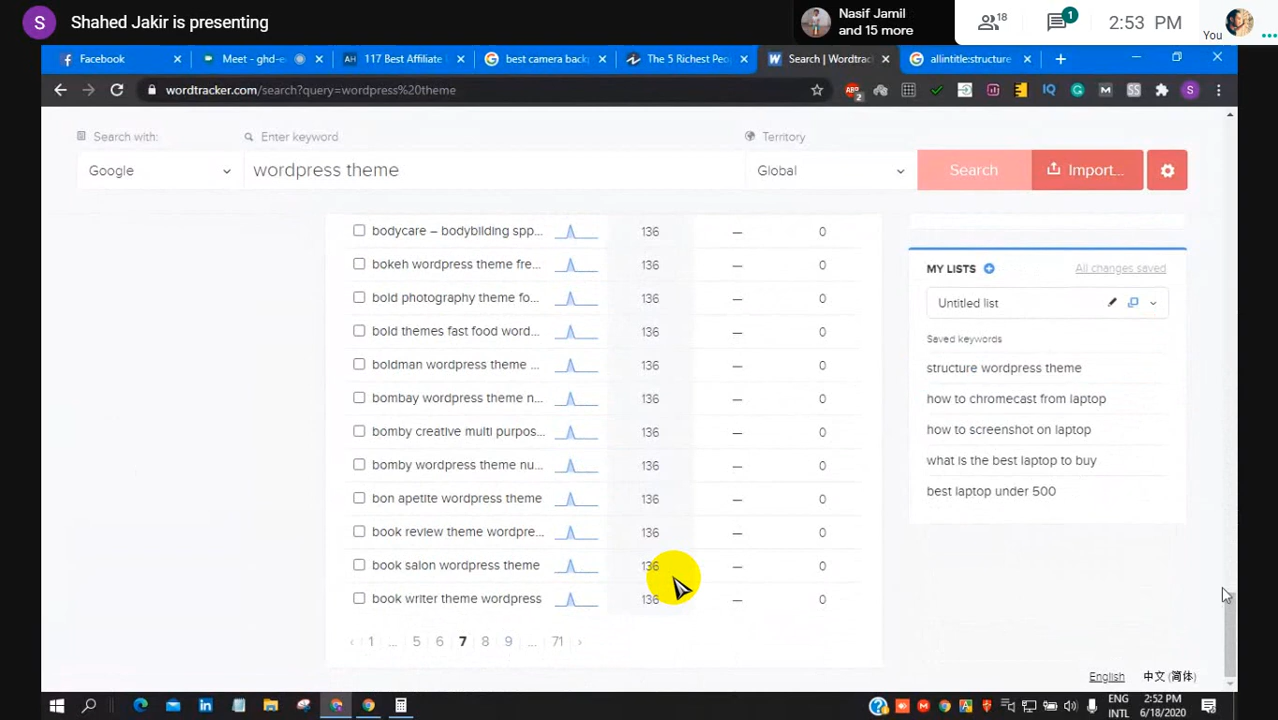 S Shahed Jakir is presenting
Nasif Jamil
and 15 more
18
1
2:53 PM
You
Facebook
Meet - ghd-
117 Best Affiliate
best camera back
The 5 Richest Peo
Search | Wordtrac
allintitle:structure
wordtracker.com/search?query=wordpress%20theme
Search with:
Enter keyword
Territory
Google
wordpress theme
Global
Search
Import...
bodycare – bodybilding spp... 136 – 0
bokeh wordpress theme fre... 136 – 0
bold photography theme fo... 136 – 0
bold themes fast food word... 136 – 0
boldman wordpress theme ... 136 – 0
bombay wordpress theme n... 136 – 0
bomby creative multi purpos... 136 – 0
bomby wordpress theme nu... 136 – 0
bon apetite wordpress theme 136 – 0
book review theme wordpre... 136 – 0
book salon wordpress theme 136 – 0
book writer theme wordpress 136 – 0
‹ 1 ... 5 6 7 8 9 ... 71 ›
MY LISTS
All changes saved
Untitled list
Saved keywords
structure wordpress theme
how to chromecast from laptop
how to screenshot on laptop
what is the best laptop to buy
best laptop under 500
English 中文 (简体)
ENG
INTL
2:52 PM
6/18/2020